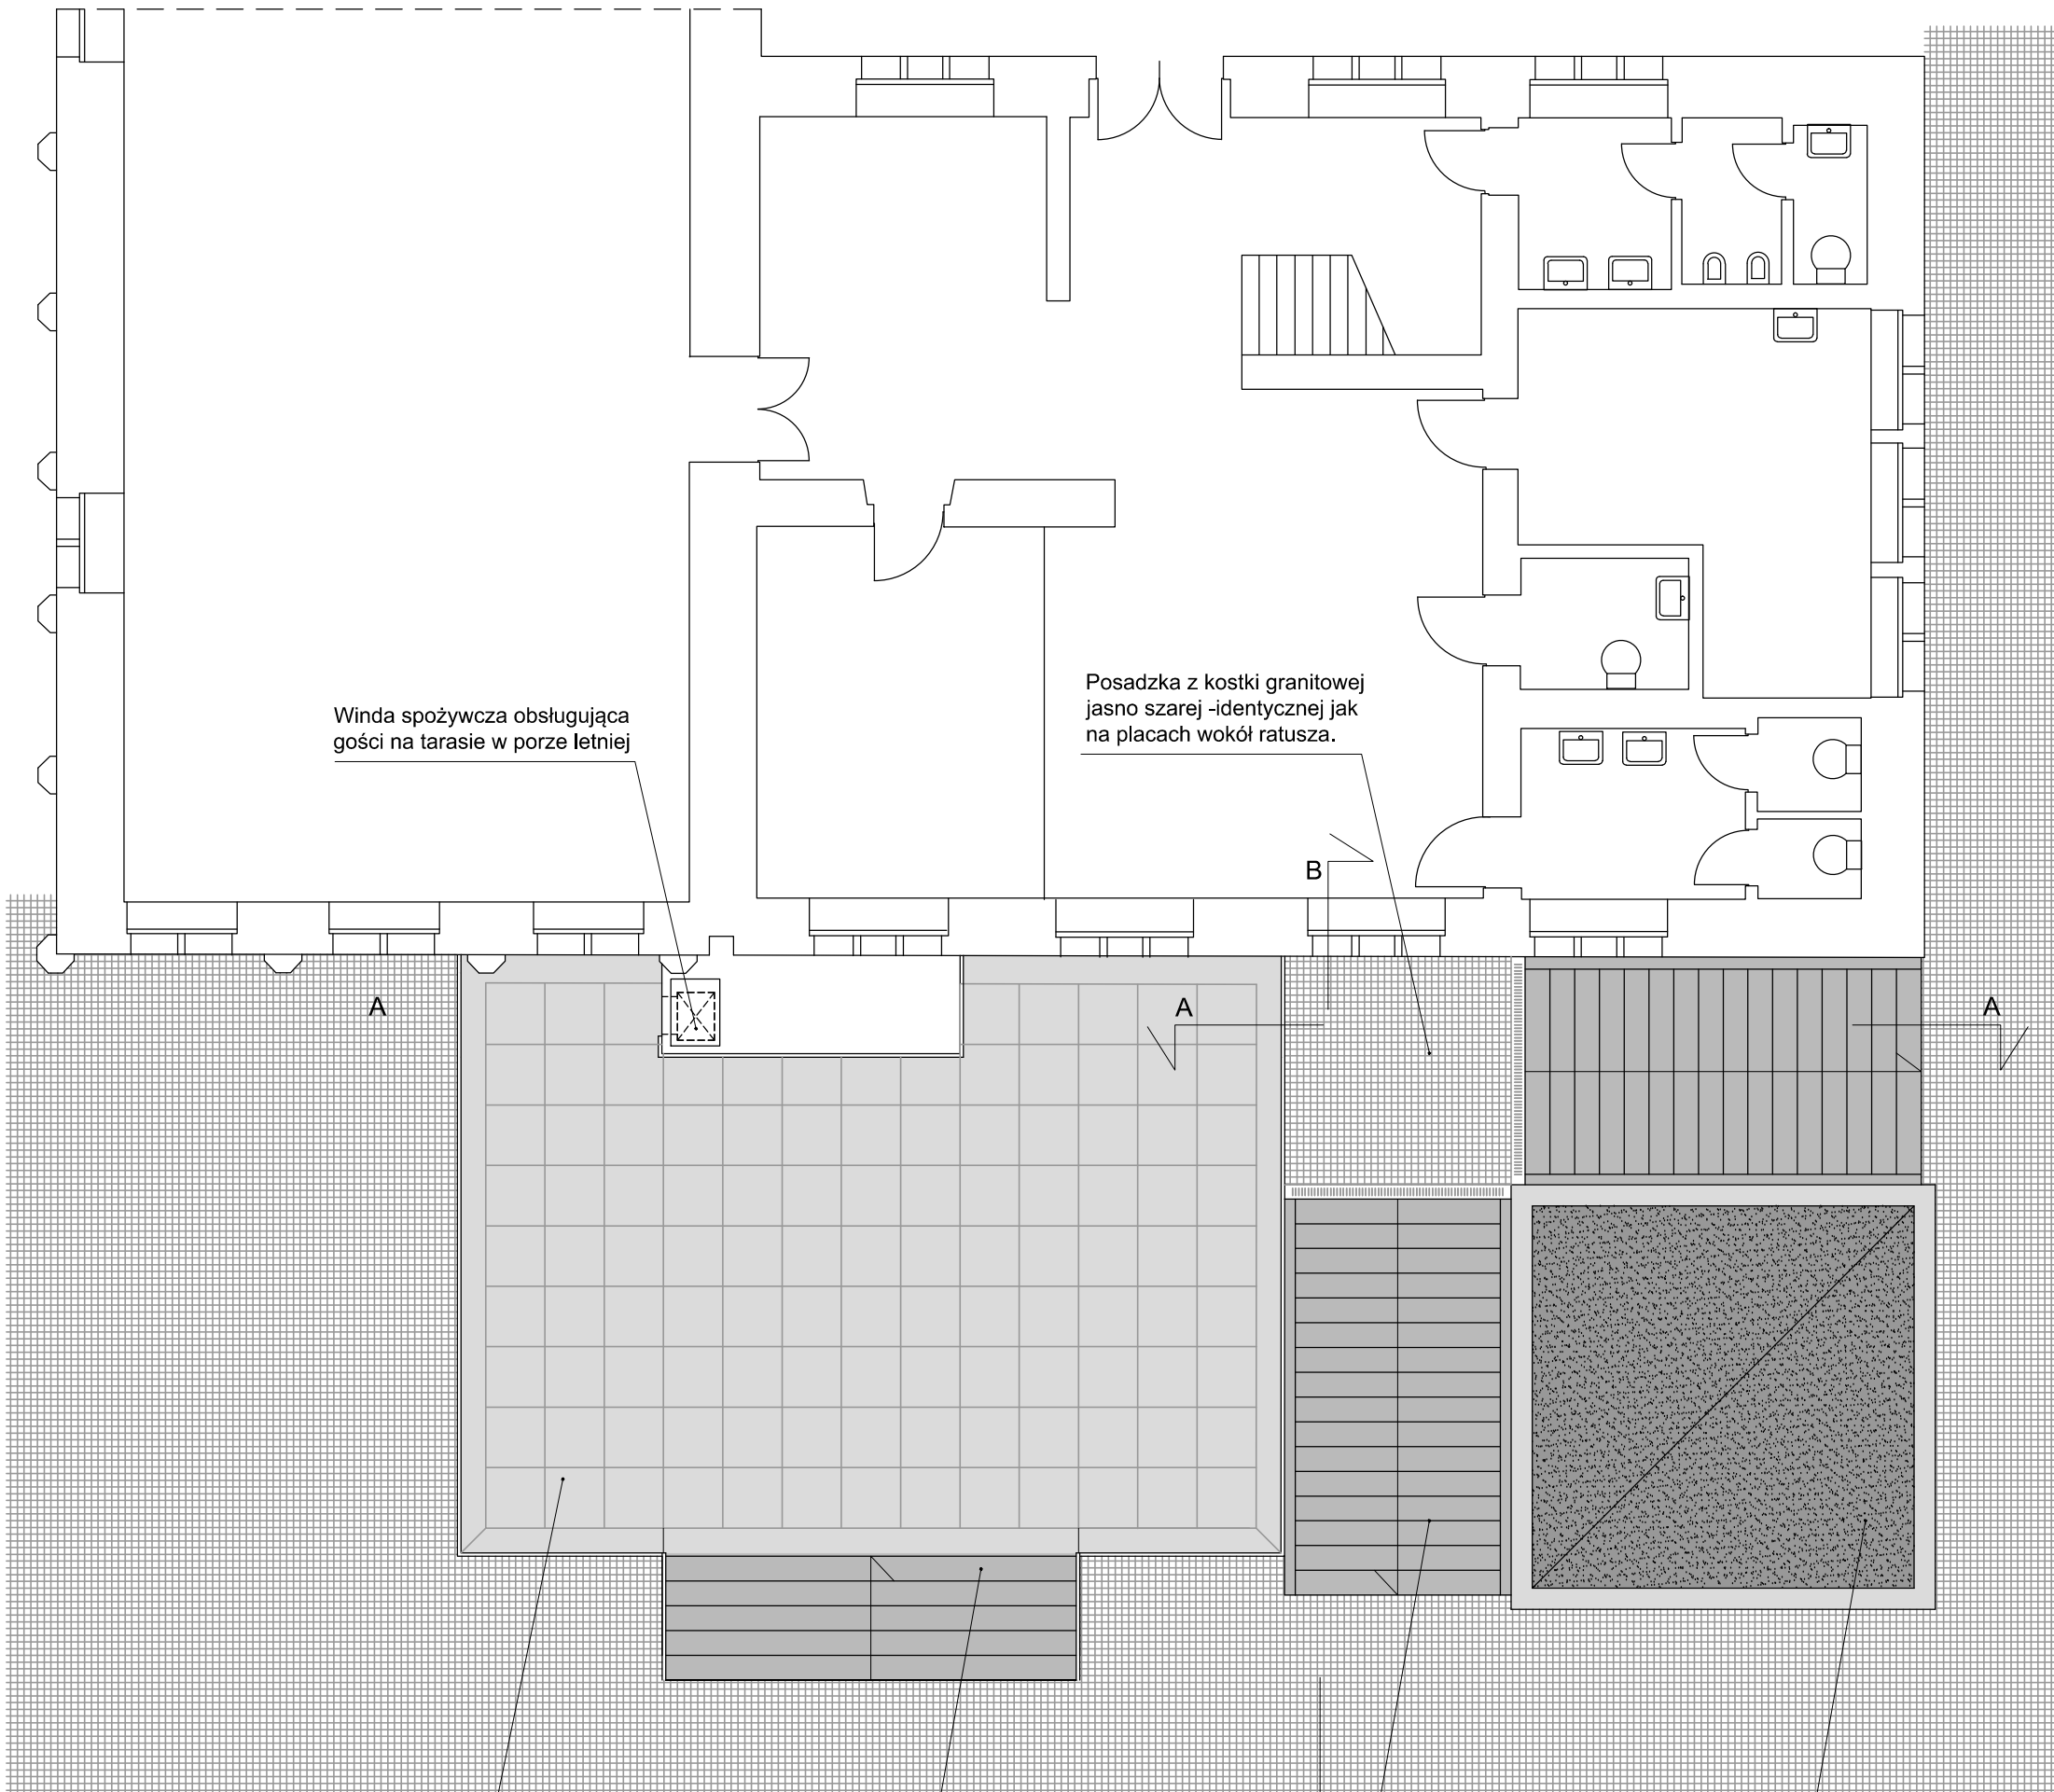 Winda spożywcza obsługująca
gości na tarasie w porze letniej
Posadzka z kostki granitowej
jasno szarej -identycznej jak
na placach wokół ratusza.
B
A
A
A